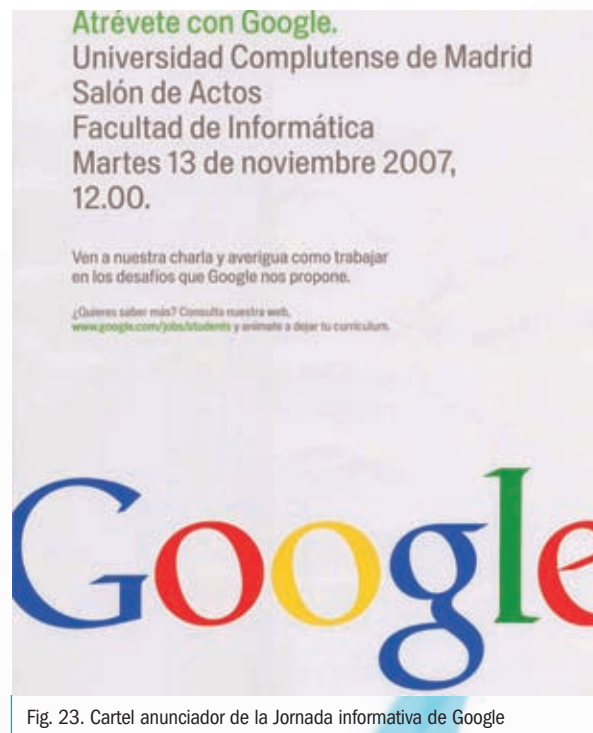 Atrévete con Google.
Universidad Complutense de Madrid
Salón de Actos
Facultad de Informática
Martes 13 de noviembre 2007,
12.00.
Ven a nuestra charla y averigua como trabajar
en los desafíos que Google nos propone.
¿Quieres saber más? Consulta nuestra web,
www.google.com/jobs/students y anímate a dejar tu curriculum.
Google
Fig. 23. Cartel anunciador de la Jornada informativa de Google